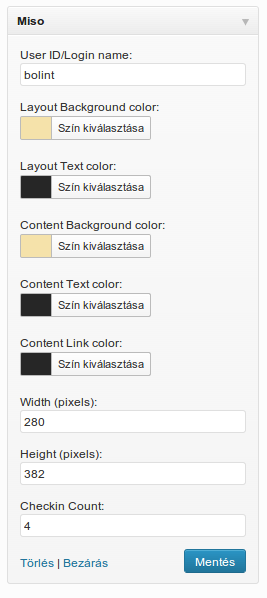 Miso
User ID/Login name:
bolint
Layout Background color:
Szín kiválasztása
Layout Text color:
Szín kiválasztása
Content Background color:
Szín kiválasztása
Content Text color:
Szín kiválasztása
Content Link color:
Szín kiválasztása
Width (pixels):
280
Height (pixels):
382
Checkin Count:
4
Törlés | Bezárás Mentés